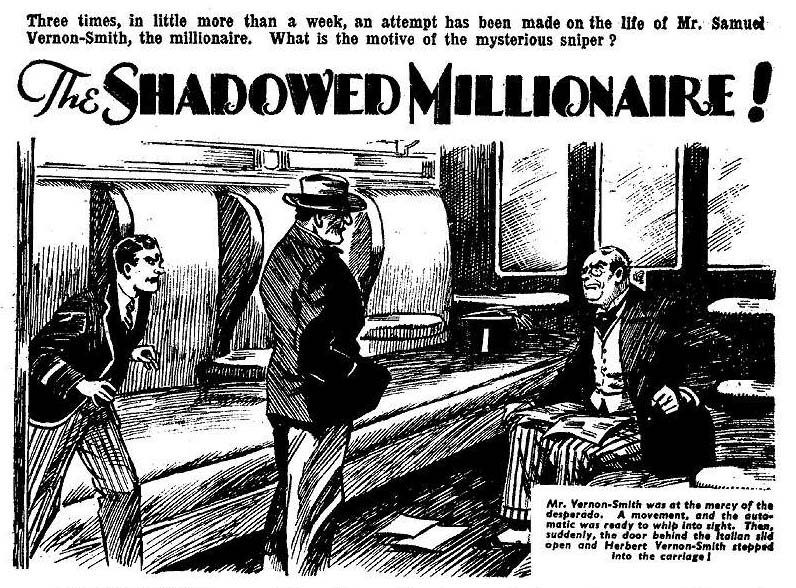 Three times, in little more than a week, an attempt has been made on the life of Mr. Samuel
Vernon-Smith, the millionaire. What is the motive of the mysterious sniper ?
The SHADOWED MILLIONAIRE !
Mr. Vernon-Smith was at the mercy of the
desperado. A movement, and the auto-
matic was ready to whip into sight. Then,
suddenly, the door behind the Italian slid
open and Herbert Vernon-Smith stepped
into the carriage !